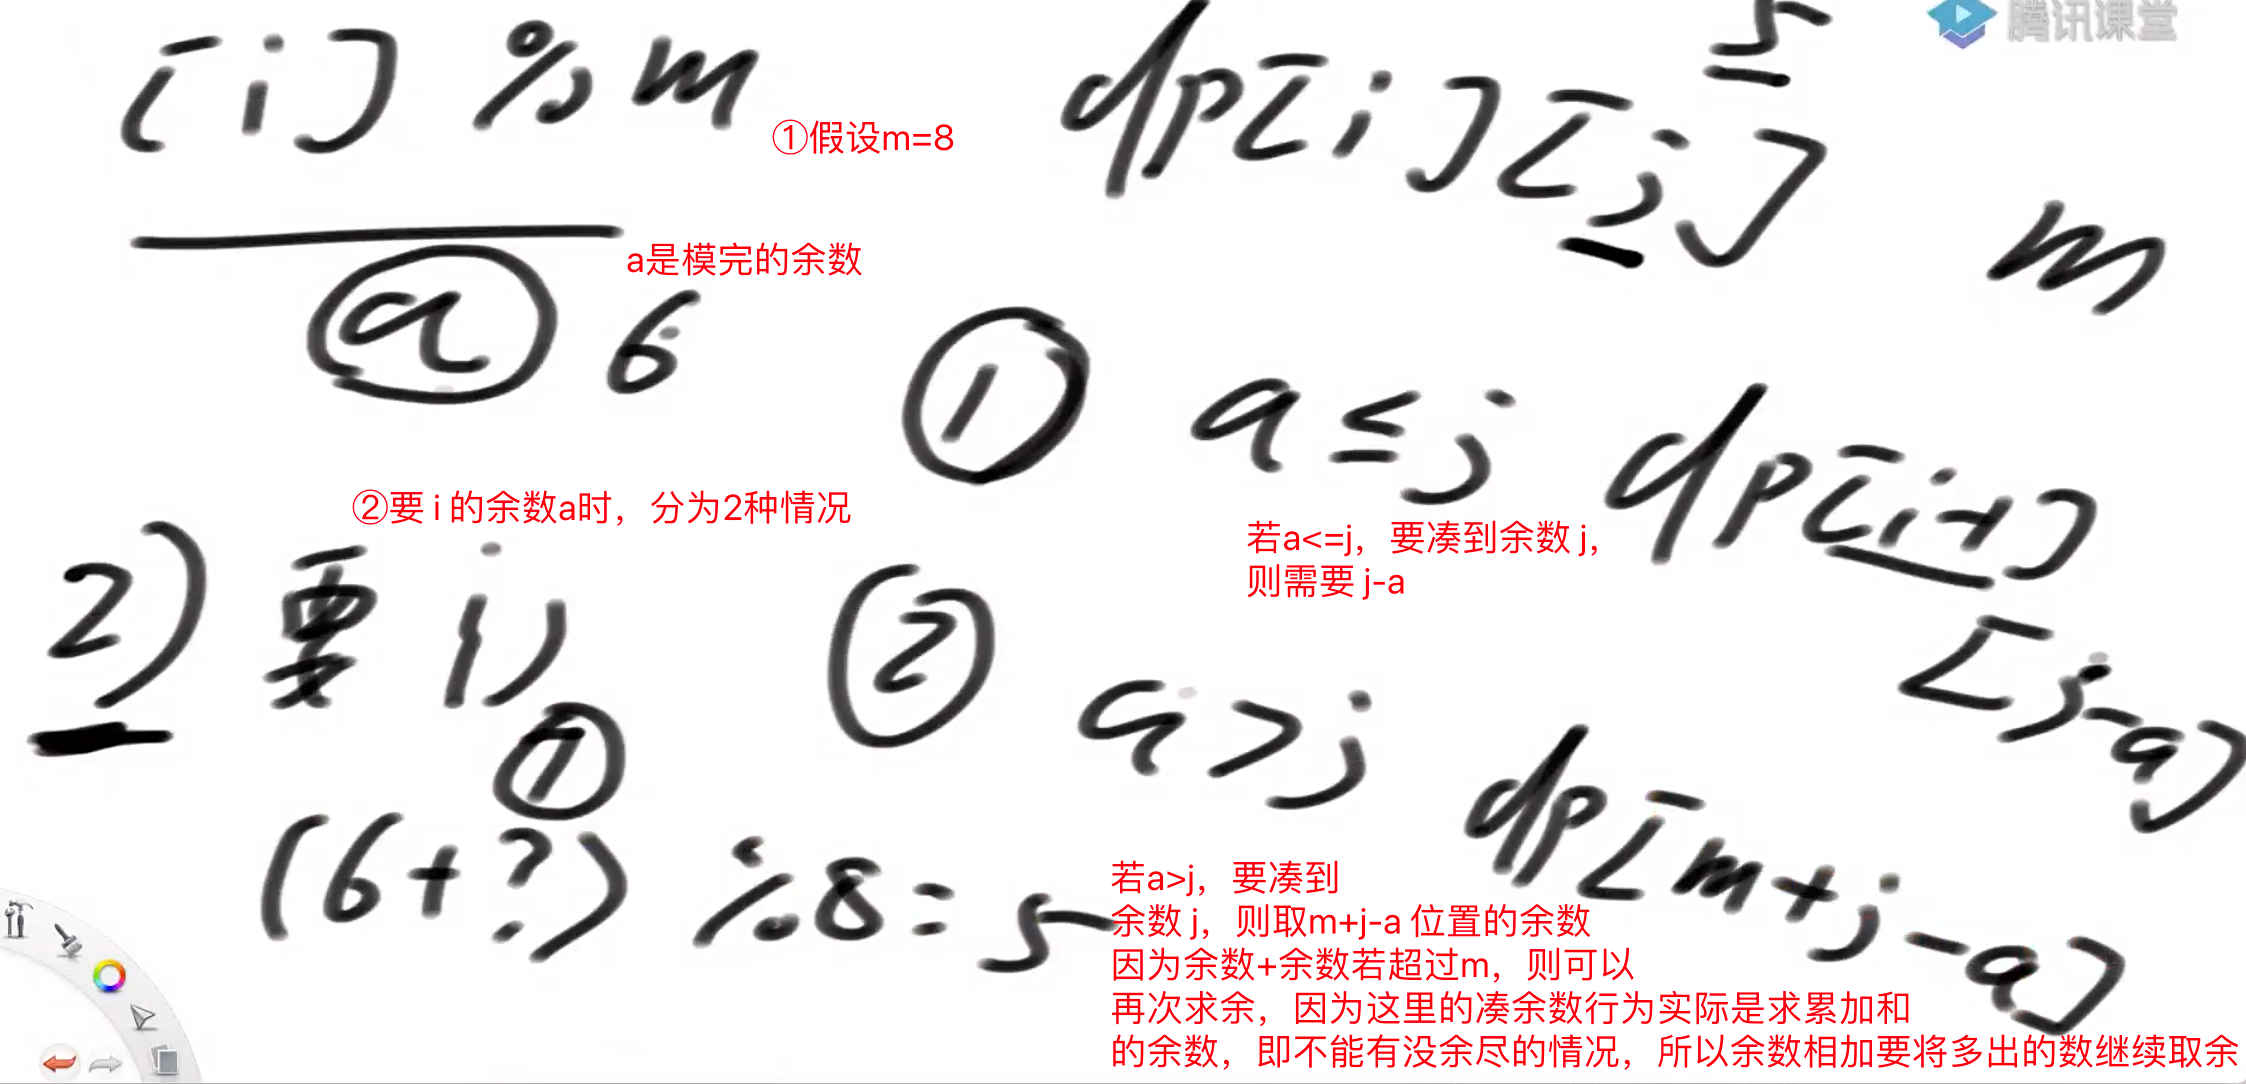 腾讯课堂
[i] % m
①假设m=8
dp[i][j]
5
m
a是模完的余数
a 6
① a ≤ j dp[i-1]
[j-a]
若a<=j，要凑到余数 j，
则需要 j-a
②要 i 的余数a时，分为2种情况
2) 要 i)
② a > j dp[m+j-a]
7
(6+?) % 8 = 5
若a>j，要凑到
余数 j，则取m+j-a 位置的余数
因为余数+余数若超过m，则可以
再次求余，因为这里的凑余数行为实际是求累加和
的余数，即不能有没余尽的情况，所以余数相加要将多出的数继续取余